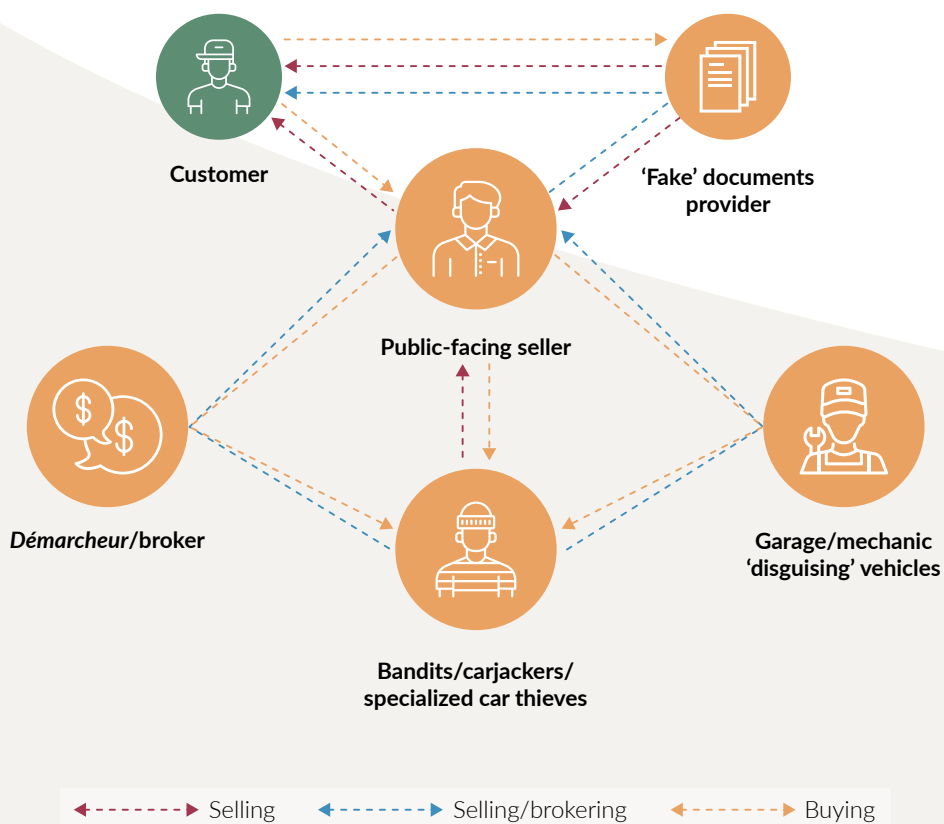 Customer
‘Fake’ documents
provider
Public-facing seller
$
$
Démarcheur/broker
Garage/mechanic
‘disguising’ vehicles
Bandits/carjackers/
specialized car thieves
Selling
Selling/brokering
Buying